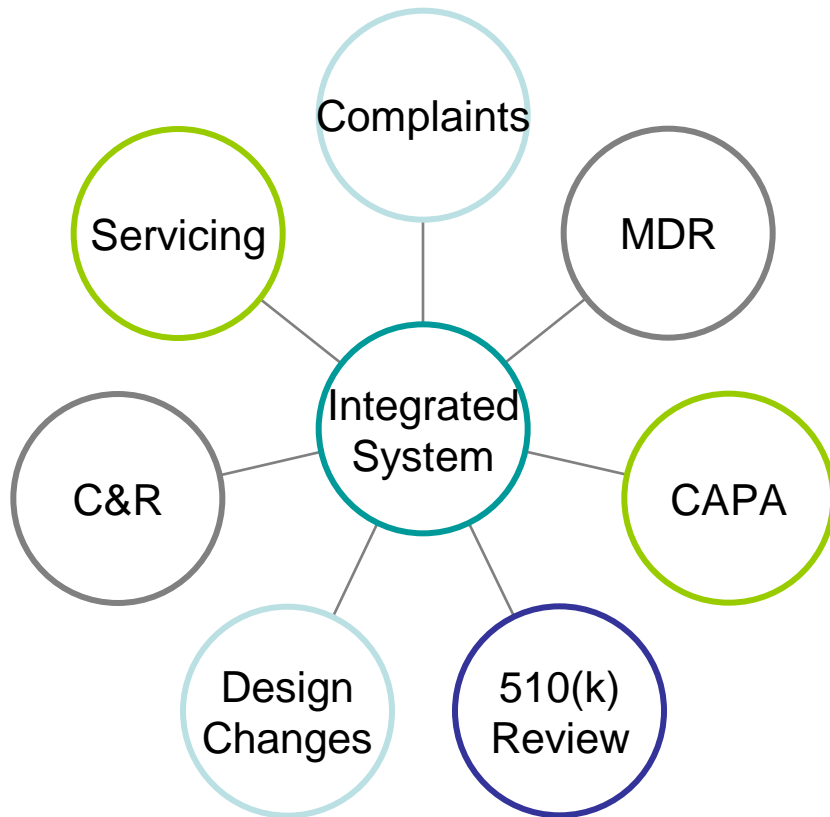 Complaints
Servicing
MDR
Integrated
System
C&R
CAPA
Design
Changes
510(k)
Review